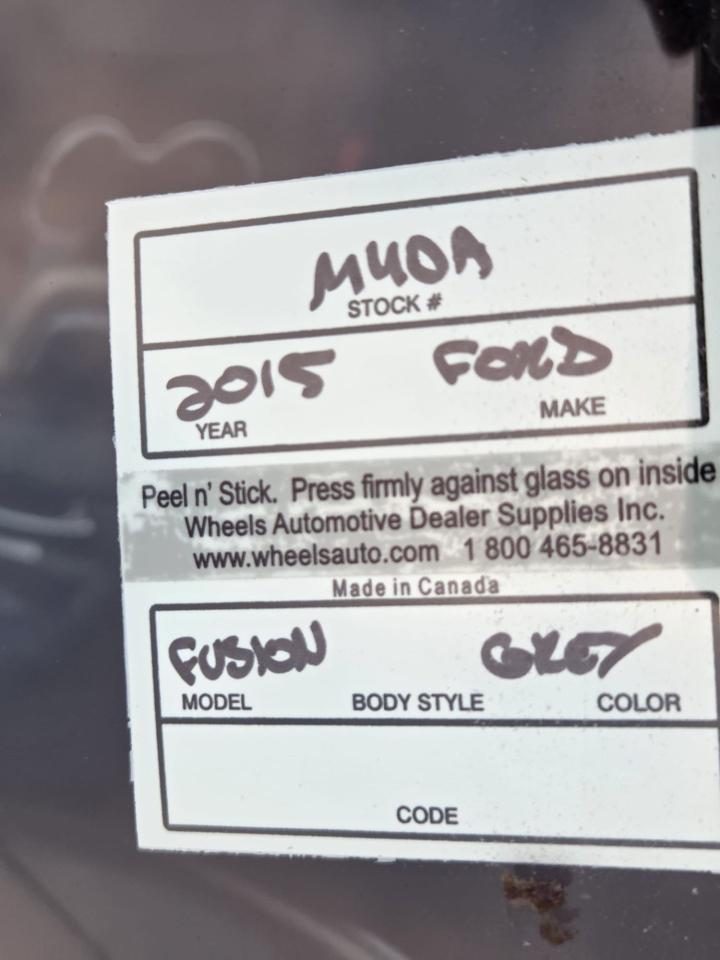 M40A
STOCK #
2015 FORD
YEAR MAKE
Peel n' Stick. Press firmly against glass on inside
Wheels Automotive Dealer Supplies Inc.
www.wheelsauto.com 1 800 465-8831
Made in Canada
FUSION GREY
MODEL BODY STYLE COLOR
CODE